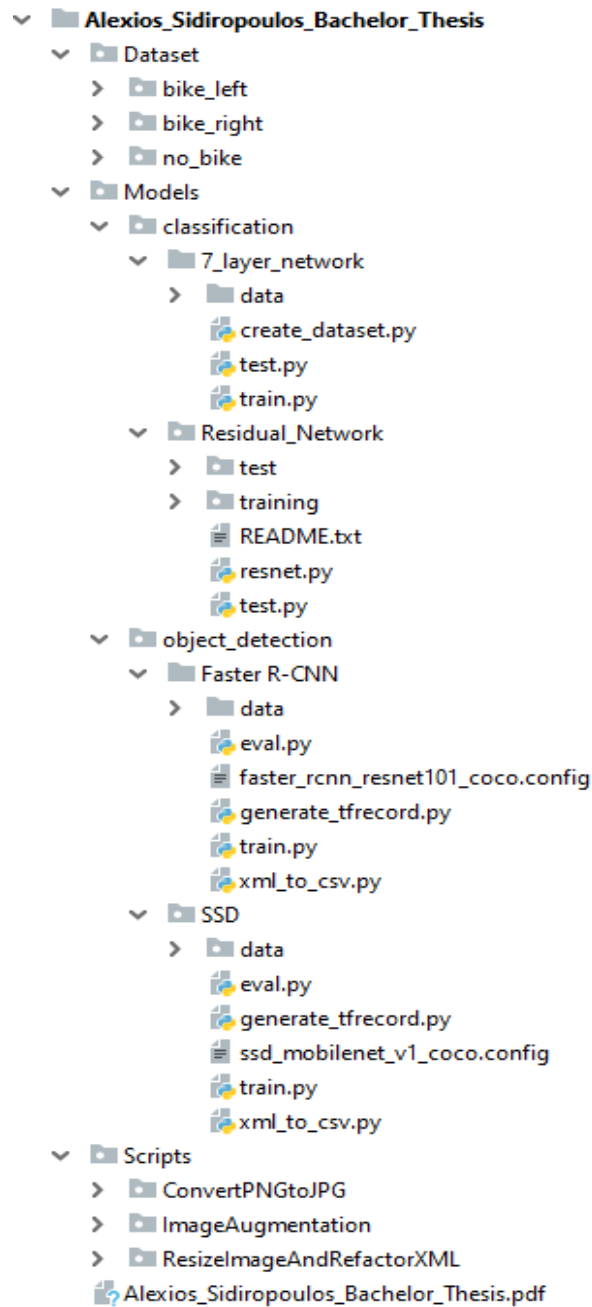 Alexios_Sidiropoulos_Bachelor_Thesis
Dataset
bike_left
bike_right
no_bike
Models
classification
7_layer_network
data
create_dataset.py
test.py
train.py
Residual_Network
test
training
README.txt
resnet.py
test.py
object_detection
Faster R-CNN
data
eval.py
faster_rcnn_resnet101_coco.config
generate_tfrecord.py
train.py
xml_to_csv.py
SSD
data
eval.py
generate_tfrecord.py
ssd_mobilenet_v1_coco.config
train.py
xml_to_csv.py
Scripts
ConvertPNGtoJPG
ImageAugmentation
ResizeImageAndRefactorXML
Alexios_Sidiropoulos_Bachelor_Thesis.pdf